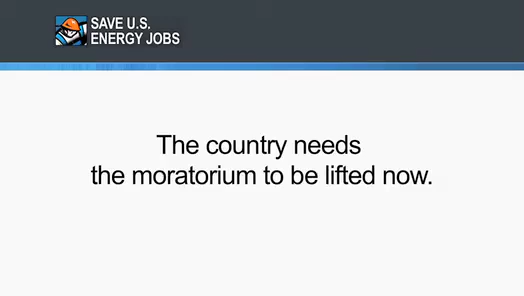 SAVE U.S.
ENERGY JOBS
The country needs
the moratorium to be lifted now.